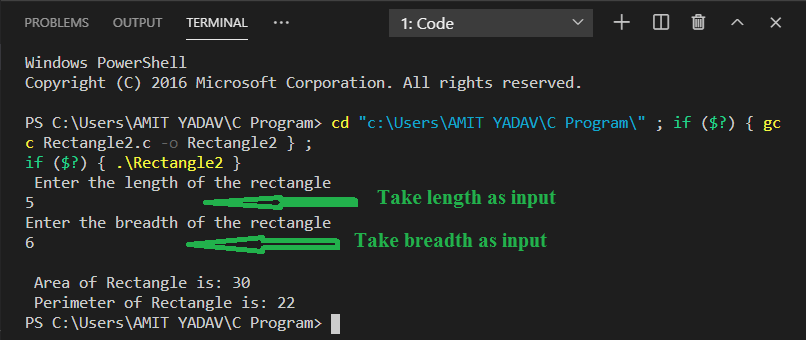 PROBLEMS OUTPUT TERMINAL ••• 1: Code
Windows PowerShell
Copyright (C) 2016 Microsoft Corporation. All rights reserved.
PS C:\Users\AMIT YADAV\C Program> cd "c:\Users\AMIT YADAV\C Program\" ; if ($?) { gc
c Rectangle2.c -o Rectangle2 } ;
if ($?) { .\Rectangle2 }
Enter the length of the rectangle
5 Take length as input
Enter the breadth of the rectangle
6 Take breadth as input
Area of Rectangle is: 30
Perimeter of Rectangle is: 22
PS C:\Users\AMIT YADAV\C Program>